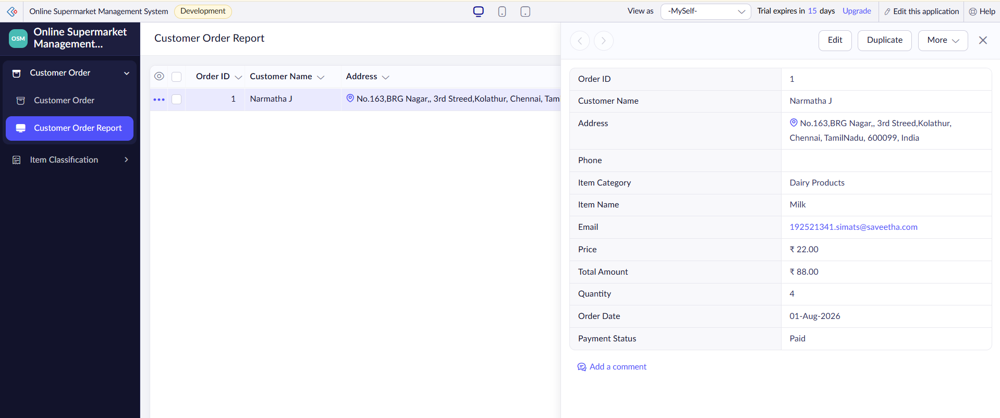 Online Supermarket Management System Development View as -MySelf- Trial expires in 15 days Upgrade Edit this application Help
OSM Online Supermarket
Management...
Customer Order
Customer Order
Customer Order Report
Item Classification
Customer Order Report
Order ID Customer Name Address
1 Narmatha J No.163,BRG Nagar,, 3rd Streed,Kolathur, Chennai, Tam
Edit Duplicate More
Order ID 1
Customer Name Narmatha J
Address No.163,BRG Nagar,, 3rd Streed,Kolathur,
Chennai, TamilNadu, 600099, India
Phone
Item Category Dairy Products
Item Name Milk
Email 192521341.simats@saveetha.com
Price ₹ 22.00
Total Amount ₹ 88.00
Quantity 4
Order Date 01-Aug-2026
Payment Status Paid
Add a comment